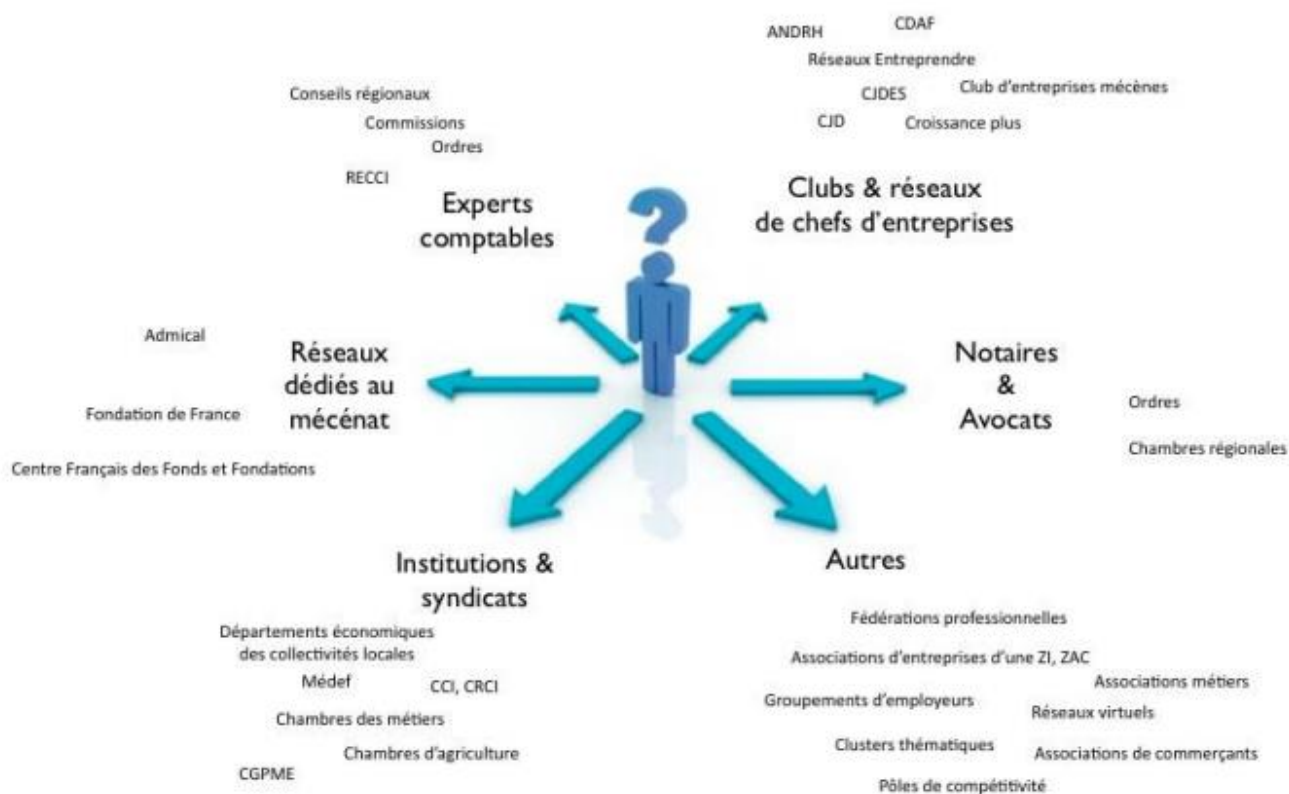 ANDRH
CDAF
Réseaux Entreprendre
CJDES
Club d'entreprises mécènes
CJD
Croissance plus
Clubs & réseaux
de chefs d'entreprises
Conseils régionaux
Commissions
Ordres
RECCI
Experts
comptables
?
Admical
Fondation de France
Centre Français des Fonds et Fondations
Réseaux
dédiés au
mécénat
Notaires
&
Avocats
Ordres
Chambres régionales
Institutions &
syndicats
Départements économiques
des collectivités locales
Médef
CCI, CRCI
Chambres des métiers
Chambres d'agriculture
CGPME
Autres
Fédérations professionnelles
Associations d'entreprises d'une ZI, ZAC
Associations métiers
Groupements d'employeurs
Réseaux virtuels
Clusters thématiques
Associations de commerçants
Pôles de compétitivité